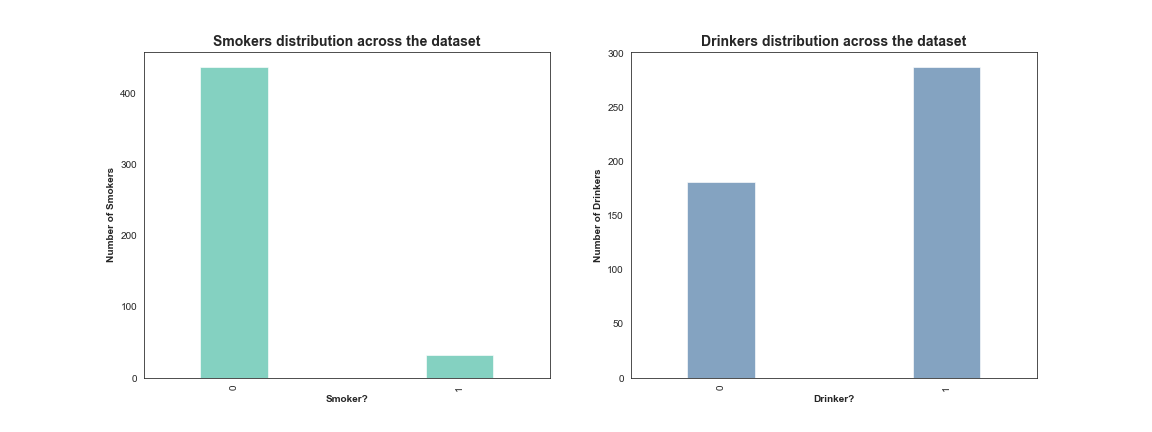 Smokers distribution across the dataset
Number of Smokers
400
300
200
100
0
0
1
Smoker?
Drinkers distribution across the dataset
Number of Drinkers
300
250
200
150
100
50
0
0
1
Drinker?